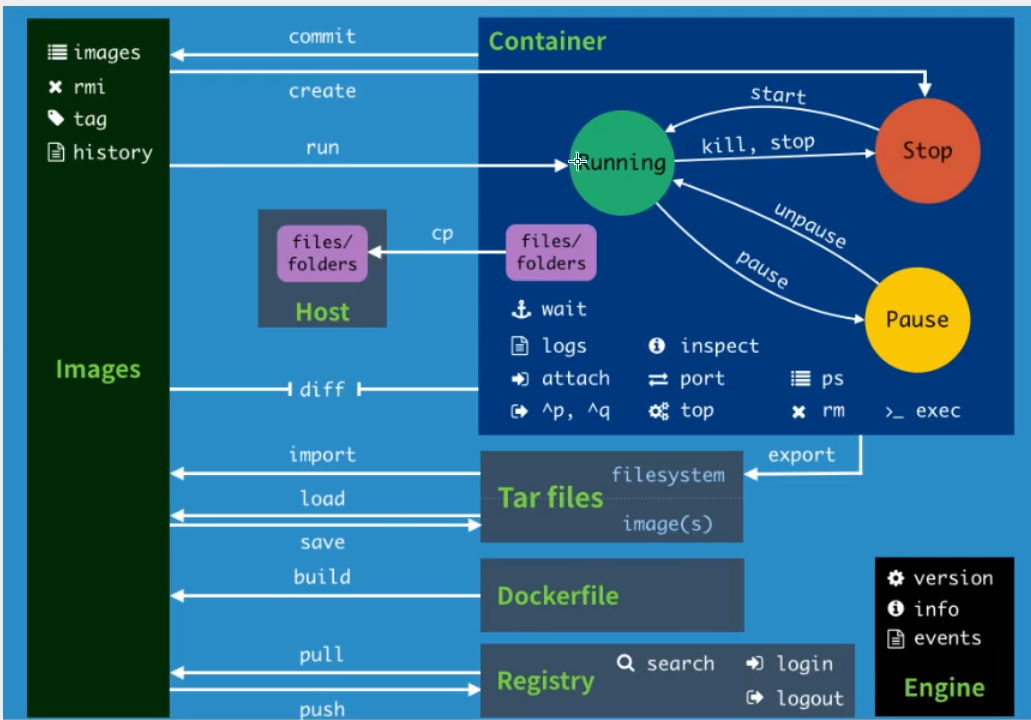 images
rmi
tag
history
Images
commit
create
run
cp
files/
folders
Host
diff
import
load
save
build
pull
push
Container
Running
start
kill, stop
Stop
unpause
pause
Pause
files/
folders
wait
logs
inspect
attach
port
ps
^p, ^q
top
rm
>_ exec
export
Tar files
filesystem
image(s)
Dockerfile
Registry
search
login
logout
version
info
events
Engine